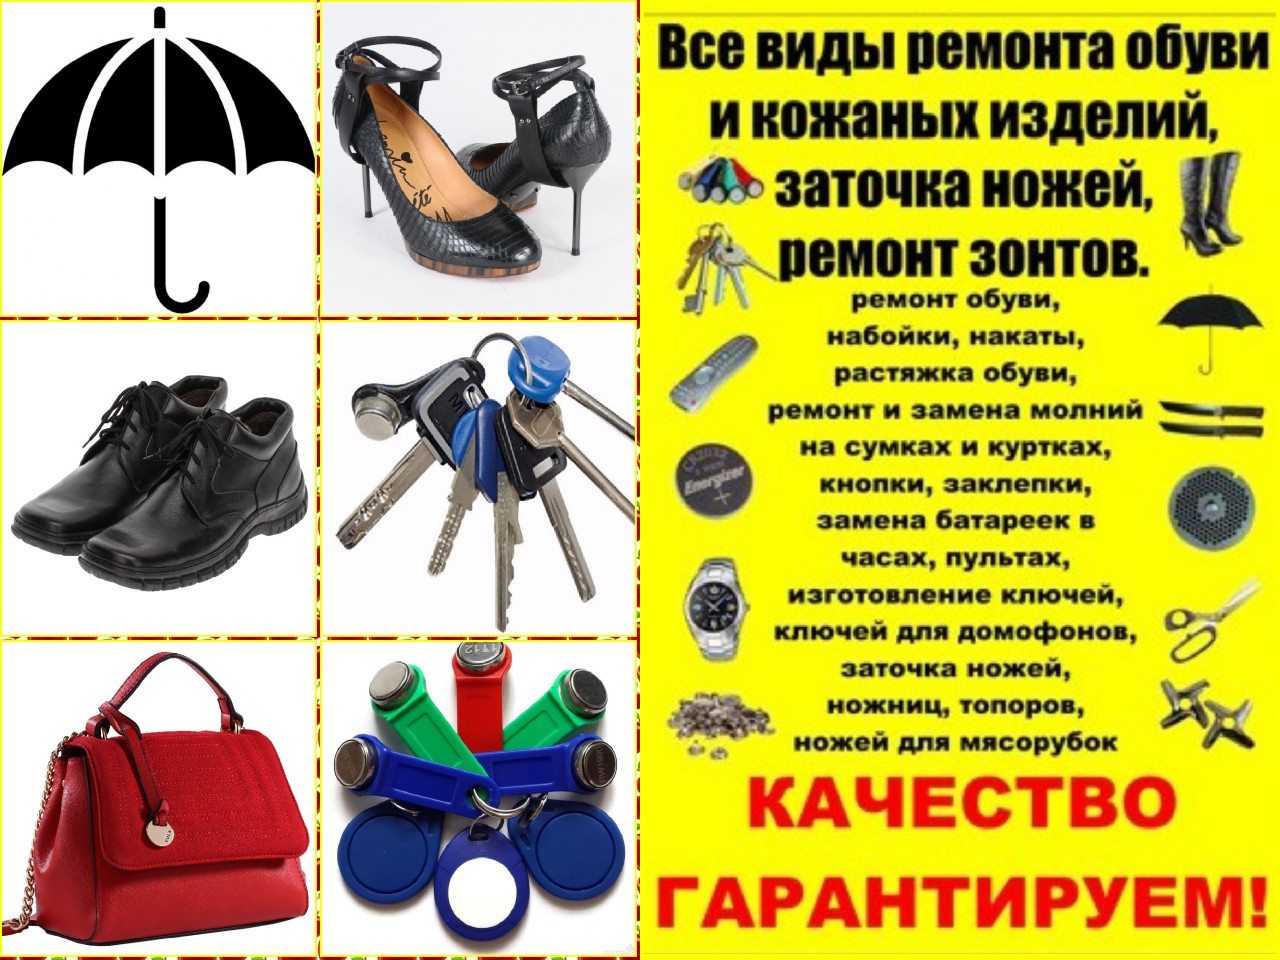 Все виды ремонта обуви
и кожаных изделий,
заточка ножей,
ремонт зонтов.
ремонт обуви,
набойки, накаты,
растяжка обуви,
ремонт и замена молний
на сумках и куртках,
кнопки, заклепки,
замена батареек в
часах, пультах,
изготовление ключей,
ключей для домофонов,
заточка ножей,
ножниц, топоров,
ножей для мясорубок
КАЧЕСТВО
ГАРАНТИРУЕМ!
Energizer